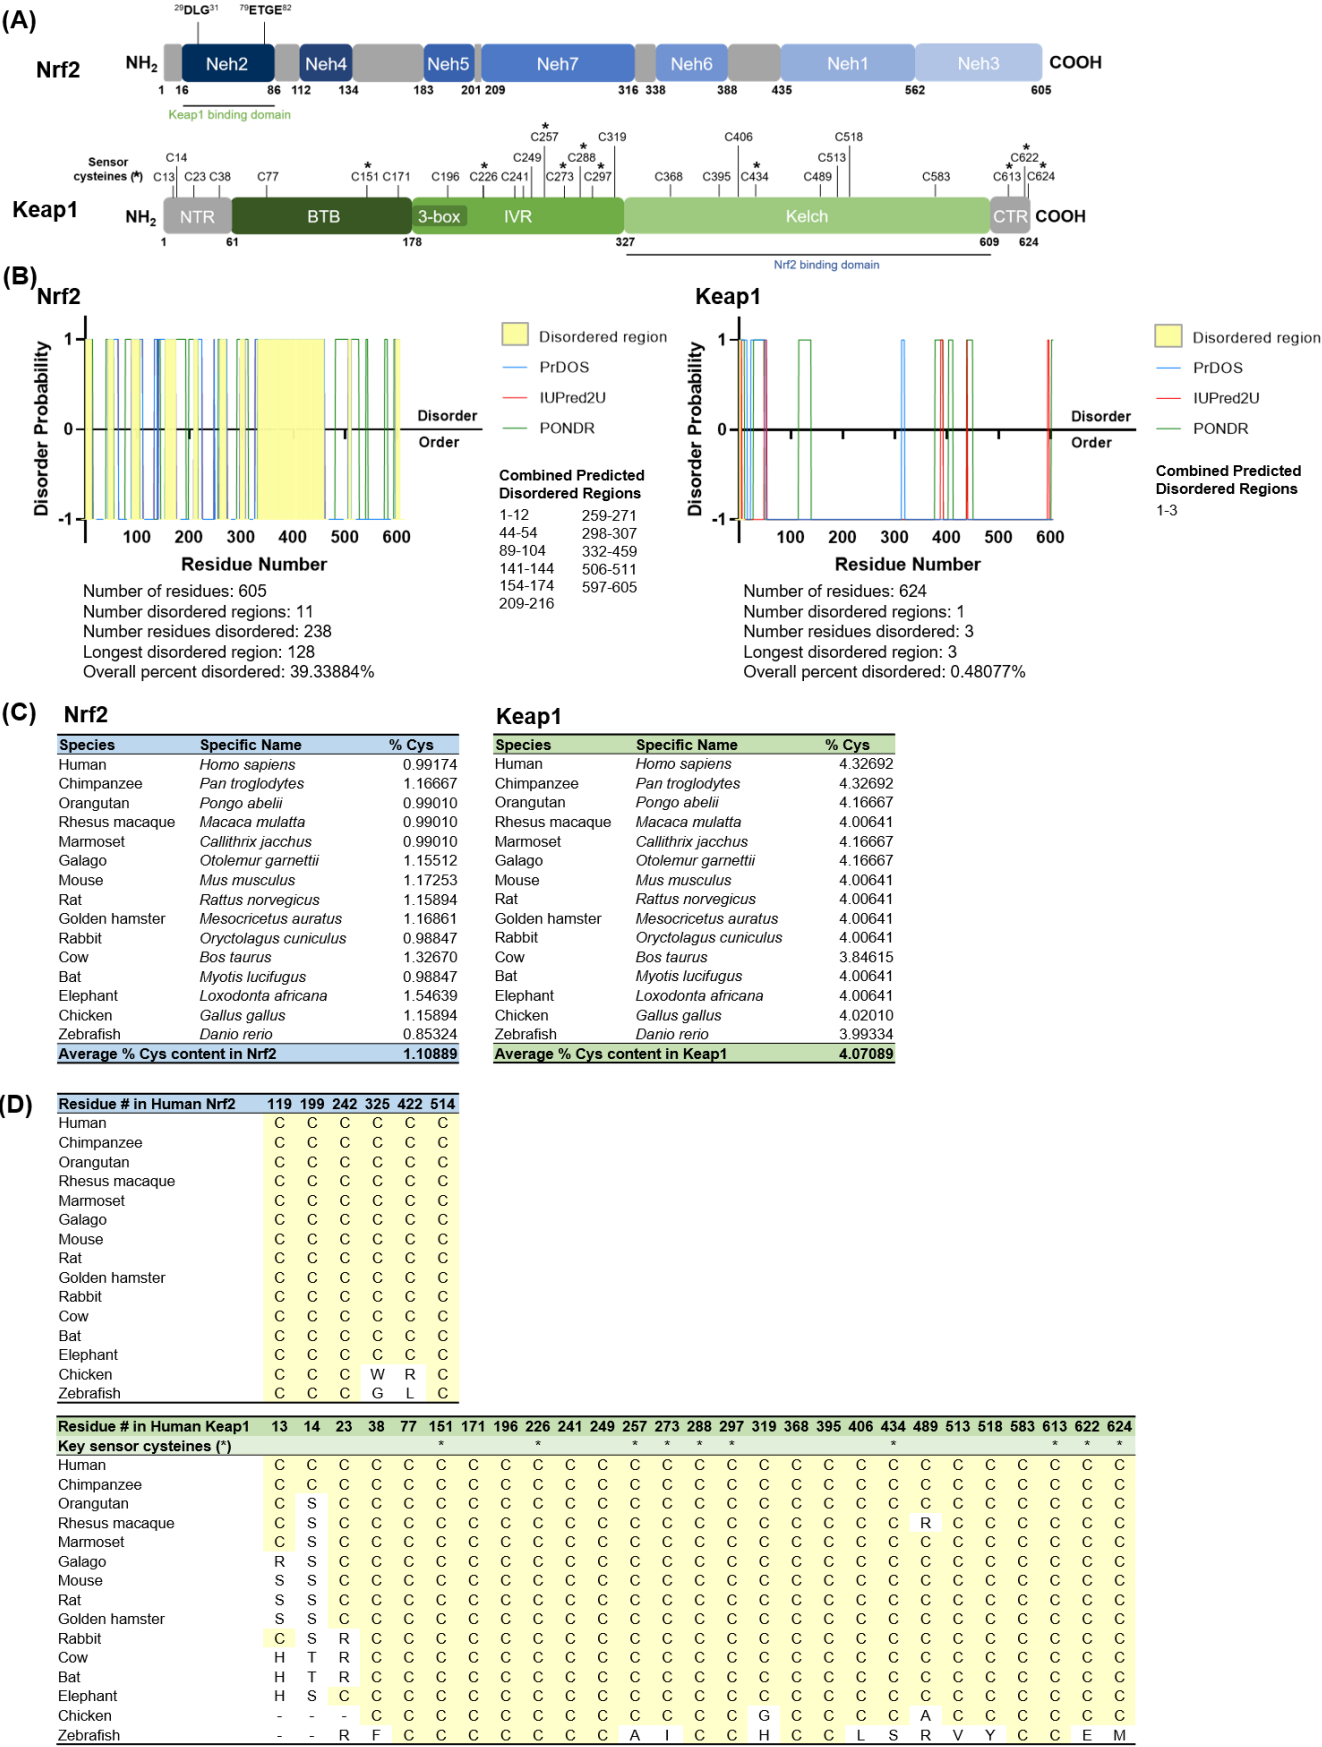 (A)
29DLG31 79ETGE82
Nrf2 NH2 Neh2 Neh4 Neh5 Neh7 Neh6 Neh1 Neh3 COOH
1 16 86 112 134 183 201 209 316 338 388 435 562 605
Keap1 binding domain
Sensor cysteines (*)
C13 C14 C23 C38 C77 C151 * C171 C196 C226 * C241 C249 C257 * C273 * C288 * C297 * C319 C368 C395 C406 C434 * C489 C513 C518 C583 C613 * C622 * C624 *
Keap1 NH2 NTR BTB 3-box IVR Kelch CTR COOH
1 61 178 327 609 624
Nrf2 binding domain
(B)
Nrf2
Disorder Probability
1
0
-1
Disorder
Order
100 200 300 400 500 600
Residue Number
Disordered region
PrDOS
IUPred2U
PONDR
Combined Predicted
Disordered Regions
1-12 259-271
44-54 298-307
89-104 332-459
141-144 506-511
154-174 597-605
209-216
Number of residues: 605
Number disordered regions: 11
Number residues disordered: 238
Longest disordered region: 128
Overall percent disordered: 39.33884%
Keap1
Disorder Probability
1
0
-1
Disorder
Order
100 200 300 400 500 600
Residue Number
Disordered region
PrDOS
IUPred2U
PONDR
Combined Predicted
Disordered Regions
1-3
Number of residues: 624
Number disordered regions: 1
Number residues disordered: 3
Longest disordered region: 3
Overall percent disordered: 0.48077%
(C)
Nrf2
Species Specific Name % Cys
Human Homo sapiens 0.99174
Chimpanzee Pan troglodytes 1.16667
Orangutan Pongo abelii 0.99010
Rhesus macaque Macaca mulatta 0.99010
Marmoset Callithrix jacchus 0.99010
Galago Otolemur garnettii 1.15512
Mouse Mus musculus 1.17253
Rat Rattus norvegicus 1.15894
Golden hamster Mesocricetus auratus 1.16861
Rabbit Oryctolagus cuniculus 0.98847
Cow Bos taurus 1.32670
Bat Myotis lucifugus 0.98847
Elephant Loxodonta africana 1.54639
Chicken Gallus gallus 1.15894
Zebrafish Danio rerio 0.85324
Average % Cys content in Nrf2 1.10889
Keap1
Species Specific Name % Cys
Human Homo sapiens 4.32692
Chimpanzee Pan troglodytes 4.32692
Orangutan Pongo abelii 4.16667
Rhesus macaque Macaca mulatta 4.00641
Marmoset Callithrix jacchus 4.16667
Galago Otolemur garnettii 4.16667
Mouse Mus musculus 4.00641
Rat Rattus norvegicus 4.00641
Golden hamster Mesocricetus auratus 4.00641
Rabbit Oryctolagus cuniculus 4.00641
Cow Bos taurus 3.84615
Bat Myotis lucifugus 4.00641
Elephant Loxodonta africana 4.00641
Chicken Gallus gallus 4.02010
Zebrafish Danio rerio 3.99334
Average % Cys content in Keap1 4.07089
(D)
Residue # in Human Nrf2 119 199 242 325 422 514
Human C C C C C C
Chimpanzee C C C C C C
Orangutan C C C C C C
Rhesus macaque C C C C C C
Marmoset C C C C C C
Galago C C C C C C
Mouse C C C C C C
Rat C C C C C C
Golden hamster C C C C C C
Rabbit C C C C C C
Cow C C C C C C
Bat C C C C C C
Elephant C C C C C C
Chicken C C C W R C
Zebrafish C C C G L C
Residue # in Human Keap1 13 14 23 38 77 151 171 196 226 241 249 257 273 288 297 319 368 395 406 434 489 513 518 583 613 622 624
Key sensor cysteines (*) * * * * * * * * * *
Human C C C C C C C C C C C C C C C C C C C C C C C C C C C
Chimpanzee C C C C C C C C C C C C C C C C C C C C C C C C C C C
Orangutan C S C C C C C C C C C C C C C C C C C C C C C C C C C
Rhesus macaque C S C C C C C C C C C C C C C C C C C C R C C C C C C
Marmoset C S C C C C C C C C C C C C C C C C C C C C C C C C C
Galago R S C C C C C C C C C C C C C C C C C C C C C C C C C
Mouse S S C C C C C C C C C C C C C C C C C C C C C C C C C
Rat S S C C C C C C C C C C C C C C C C C C C C C C C C C
Golden hamster S S C C C C C C C C C C C C C C C C C C C C C C C C C
Rabbit C S R C C C C C C C C C C C C C C C C C C C C C C C C
Cow H T R C C C C C C C C C C C C C C C C C C C C C C C C
Bat H T R C C C C C C C C C C C C C C C C C C C C C C C C
Elephant H S C C C C C C C C C C C C C C C C C C C C C C C C C
Chicken - - - C C C C C C C C C C C C G C C C C A C C C C C C
Zebrafish - - R F C C C C C C C A I C C H C C L S R V Y C C E M